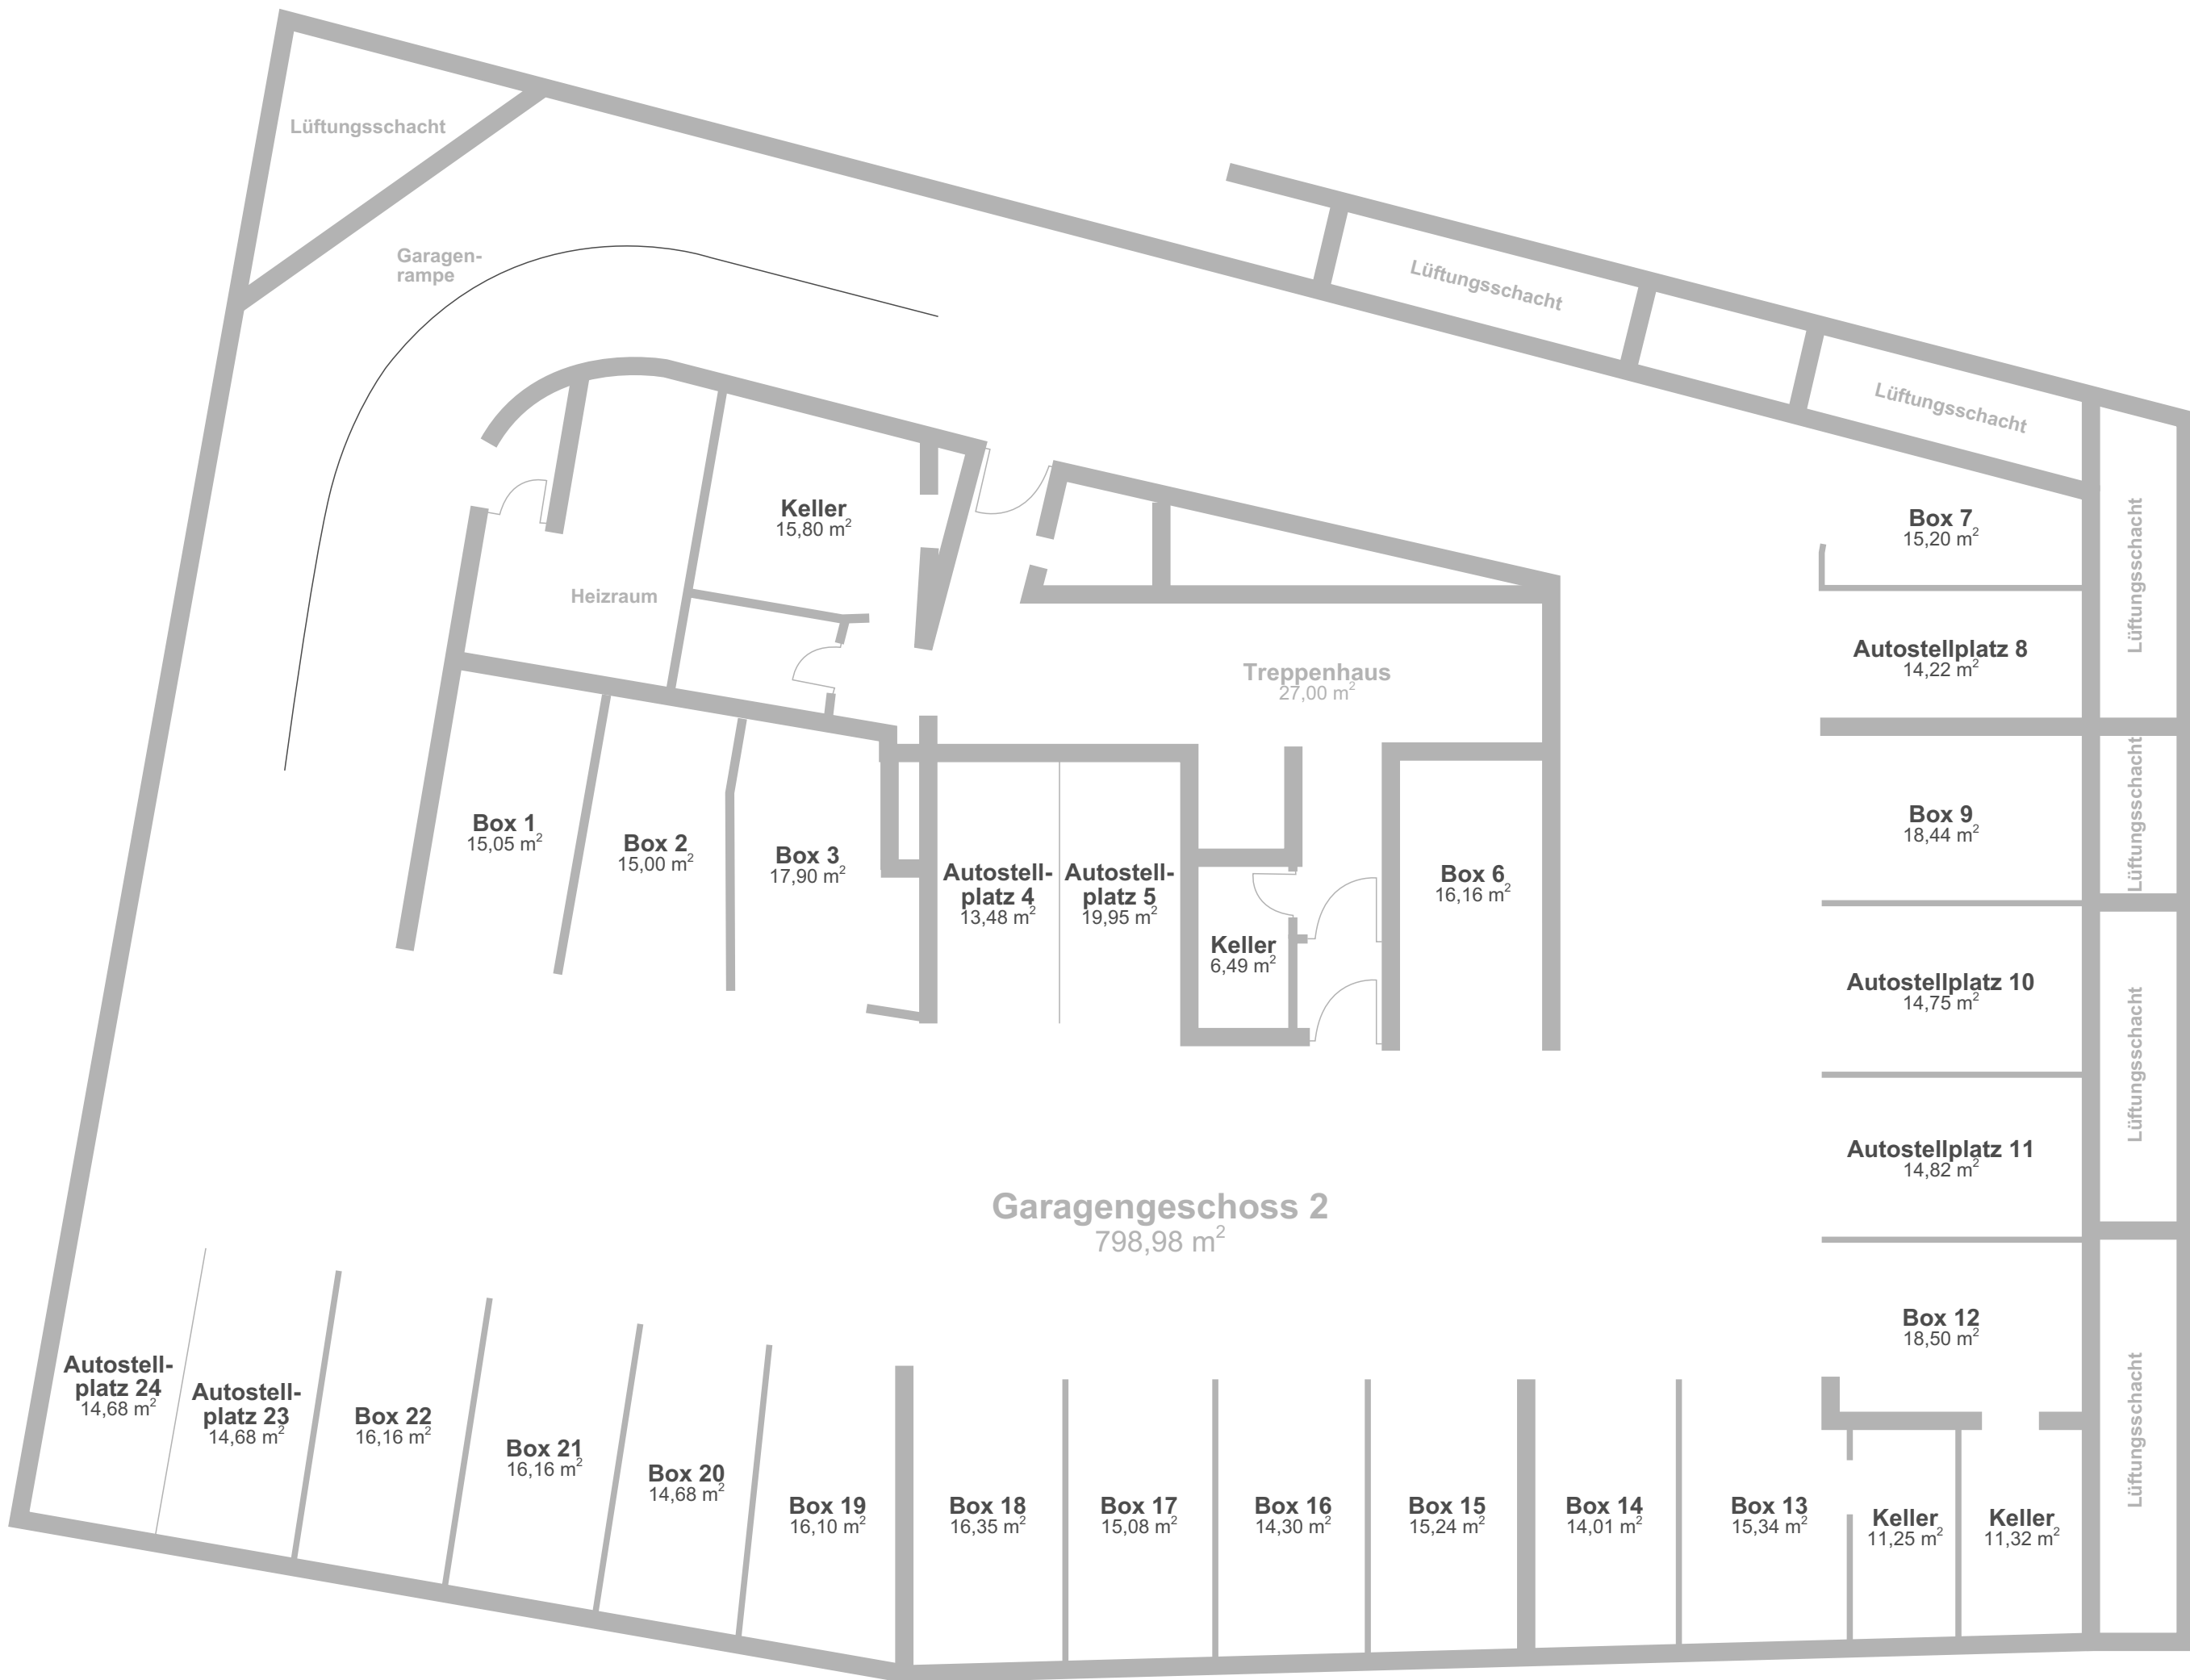 Lüftungsschacht
Garagen-
rampe
Lüftungsschacht
Lüftungsschacht
Keller
15,80 m²
Heizraum
Treppenhaus
27,00 m²
Box 7
15,20 m²
Lüftungsschacht
Autostellplatz 8
14,22 m²
Box 1
15,05 m²
Box 2
15,00 m²
Box 3
17,90 m²
Autostell-
platz 4
13,48 m²
Autostell-
platz 5
19,95 m²
Keller
6,49 m²
Box 6
16,16 m²
Box 9
18,44 m²
Lüftungsschacht
Autostellplatz 10
14,75 m²
Lüftungsschacht
Autostellplatz 11
14,82 m²
Garagengeschoss 2
798,98 m²
Box 12
18,50 m²
Lüftungsschacht
Autostell-
platz 24
14,68 m²
Autostell-
platz 23
14,68 m²
Box 22
16,16 m²
Box 21
16,16 m²
Box 20
14,68 m²
Box 19
16,10 m²
Box 18
16,35 m²
Box 17
15,08 m²
Box 16
14,30 m²
Box 15
15,24 m²
Box 14
14,01 m²
Box 13
15,34 m²
Keller
11,25 m²
Keller
11,32 m²